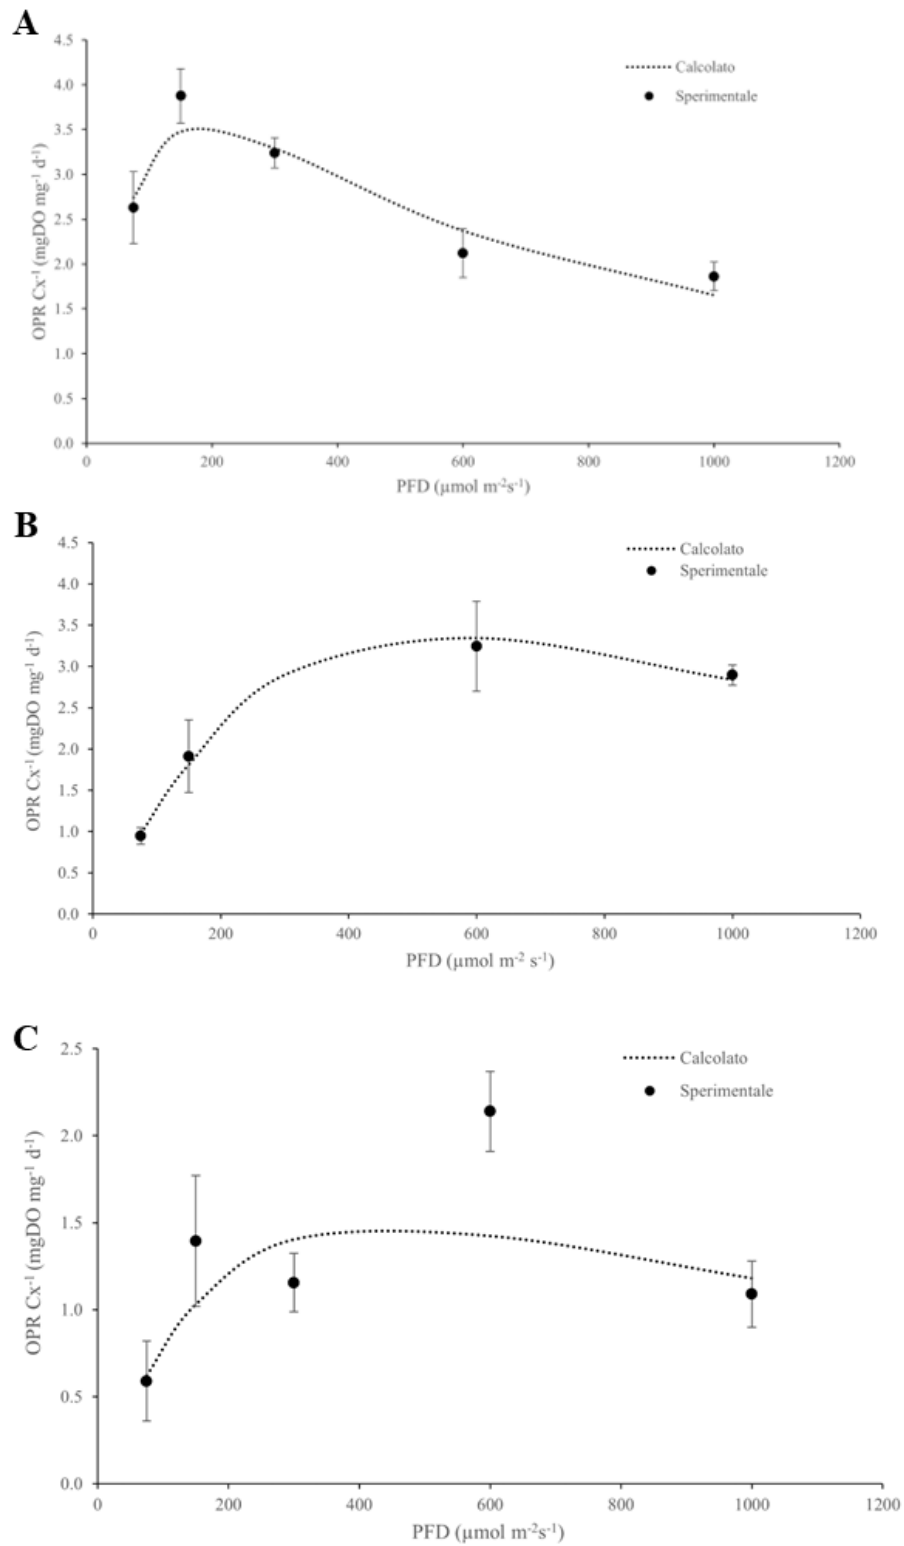 A
4.5
4.0
3.5
3.0
2.5
2.0
1.5
1.0
0.5
0.0
OPR Cx⁻¹ (mgDO mg⁻¹ d⁻¹)
Calcolato
Sperimentale
0 200 400 600 800 1000 1200
PFD (µmol m⁻²s⁻¹)
B
4.5
4.0
3.5
3.0
2.5
2.0
1.5
1.0
0.5
0.0
OPR Cx⁻¹ (mgDO mg⁻¹ d⁻¹)
Calcolato
Sperimentale
0 200 400 600 800 1000 1200
PFD (µmol m⁻² s⁻¹)
C
2.5
2.0
1.5
1.0
0.5
0.0
OPR Cx⁻¹ (mgDO mg⁻¹ d⁻¹)
Calcolato
Sperimentale
0 200 400 600 800 1000 1200
PFD (µmol m⁻²s⁻¹)